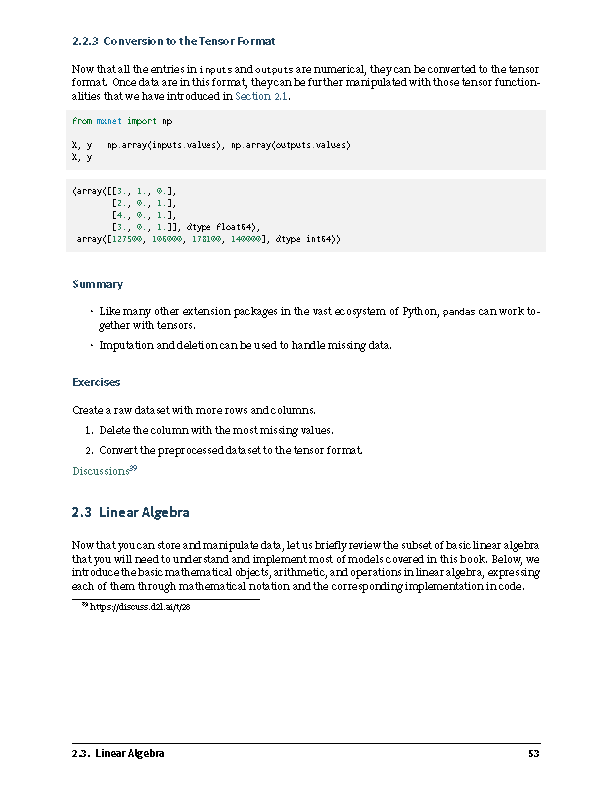 2.2.3 Conversion to the Tensor Format
Now that all the entries in inputs and outputs are numerical, they can be converted to the tensor
format. Once data are in this format, they can be further manipulated with those tensor function-
alities that we have introduced in Section 2.1.
from mxnet import np
X, y   np.array(inputs.values), np.array(outputs.values)
X, y
(array([[3., 1., 0.],
[2., 0., 1.],
[4., 0., 1.],
[3., 0., 1.]], dtype float64),
array([127500, 106000, 178100, 140000], dtype int64))
Summary
• Like many other extension packages in the vast ecosystem of Python, pandas can work to-
gether with tensors.
• Imputation and deletion can be used to handle missing data.
Exercises
Create a raw dataset with more rows and columns.
1. Delete the column with the most missing values.
2. Convert the preprocessed dataset to the tensor format.
Discussions39
2.3 Linear Algebra
Now that you can store and manipulate data, let us briefly review the subset of basic linear algebra
that you will need to understand and implement most of models covered in this book. Below, we
introduce the basic mathematical objects, arithmetic, and operations in linear algebra, expressing
each of them through mathematical notation and the corresponding implementation in code.
39 https://discuss.d2l.ai/t/28
2.3. Linear Algebra 53